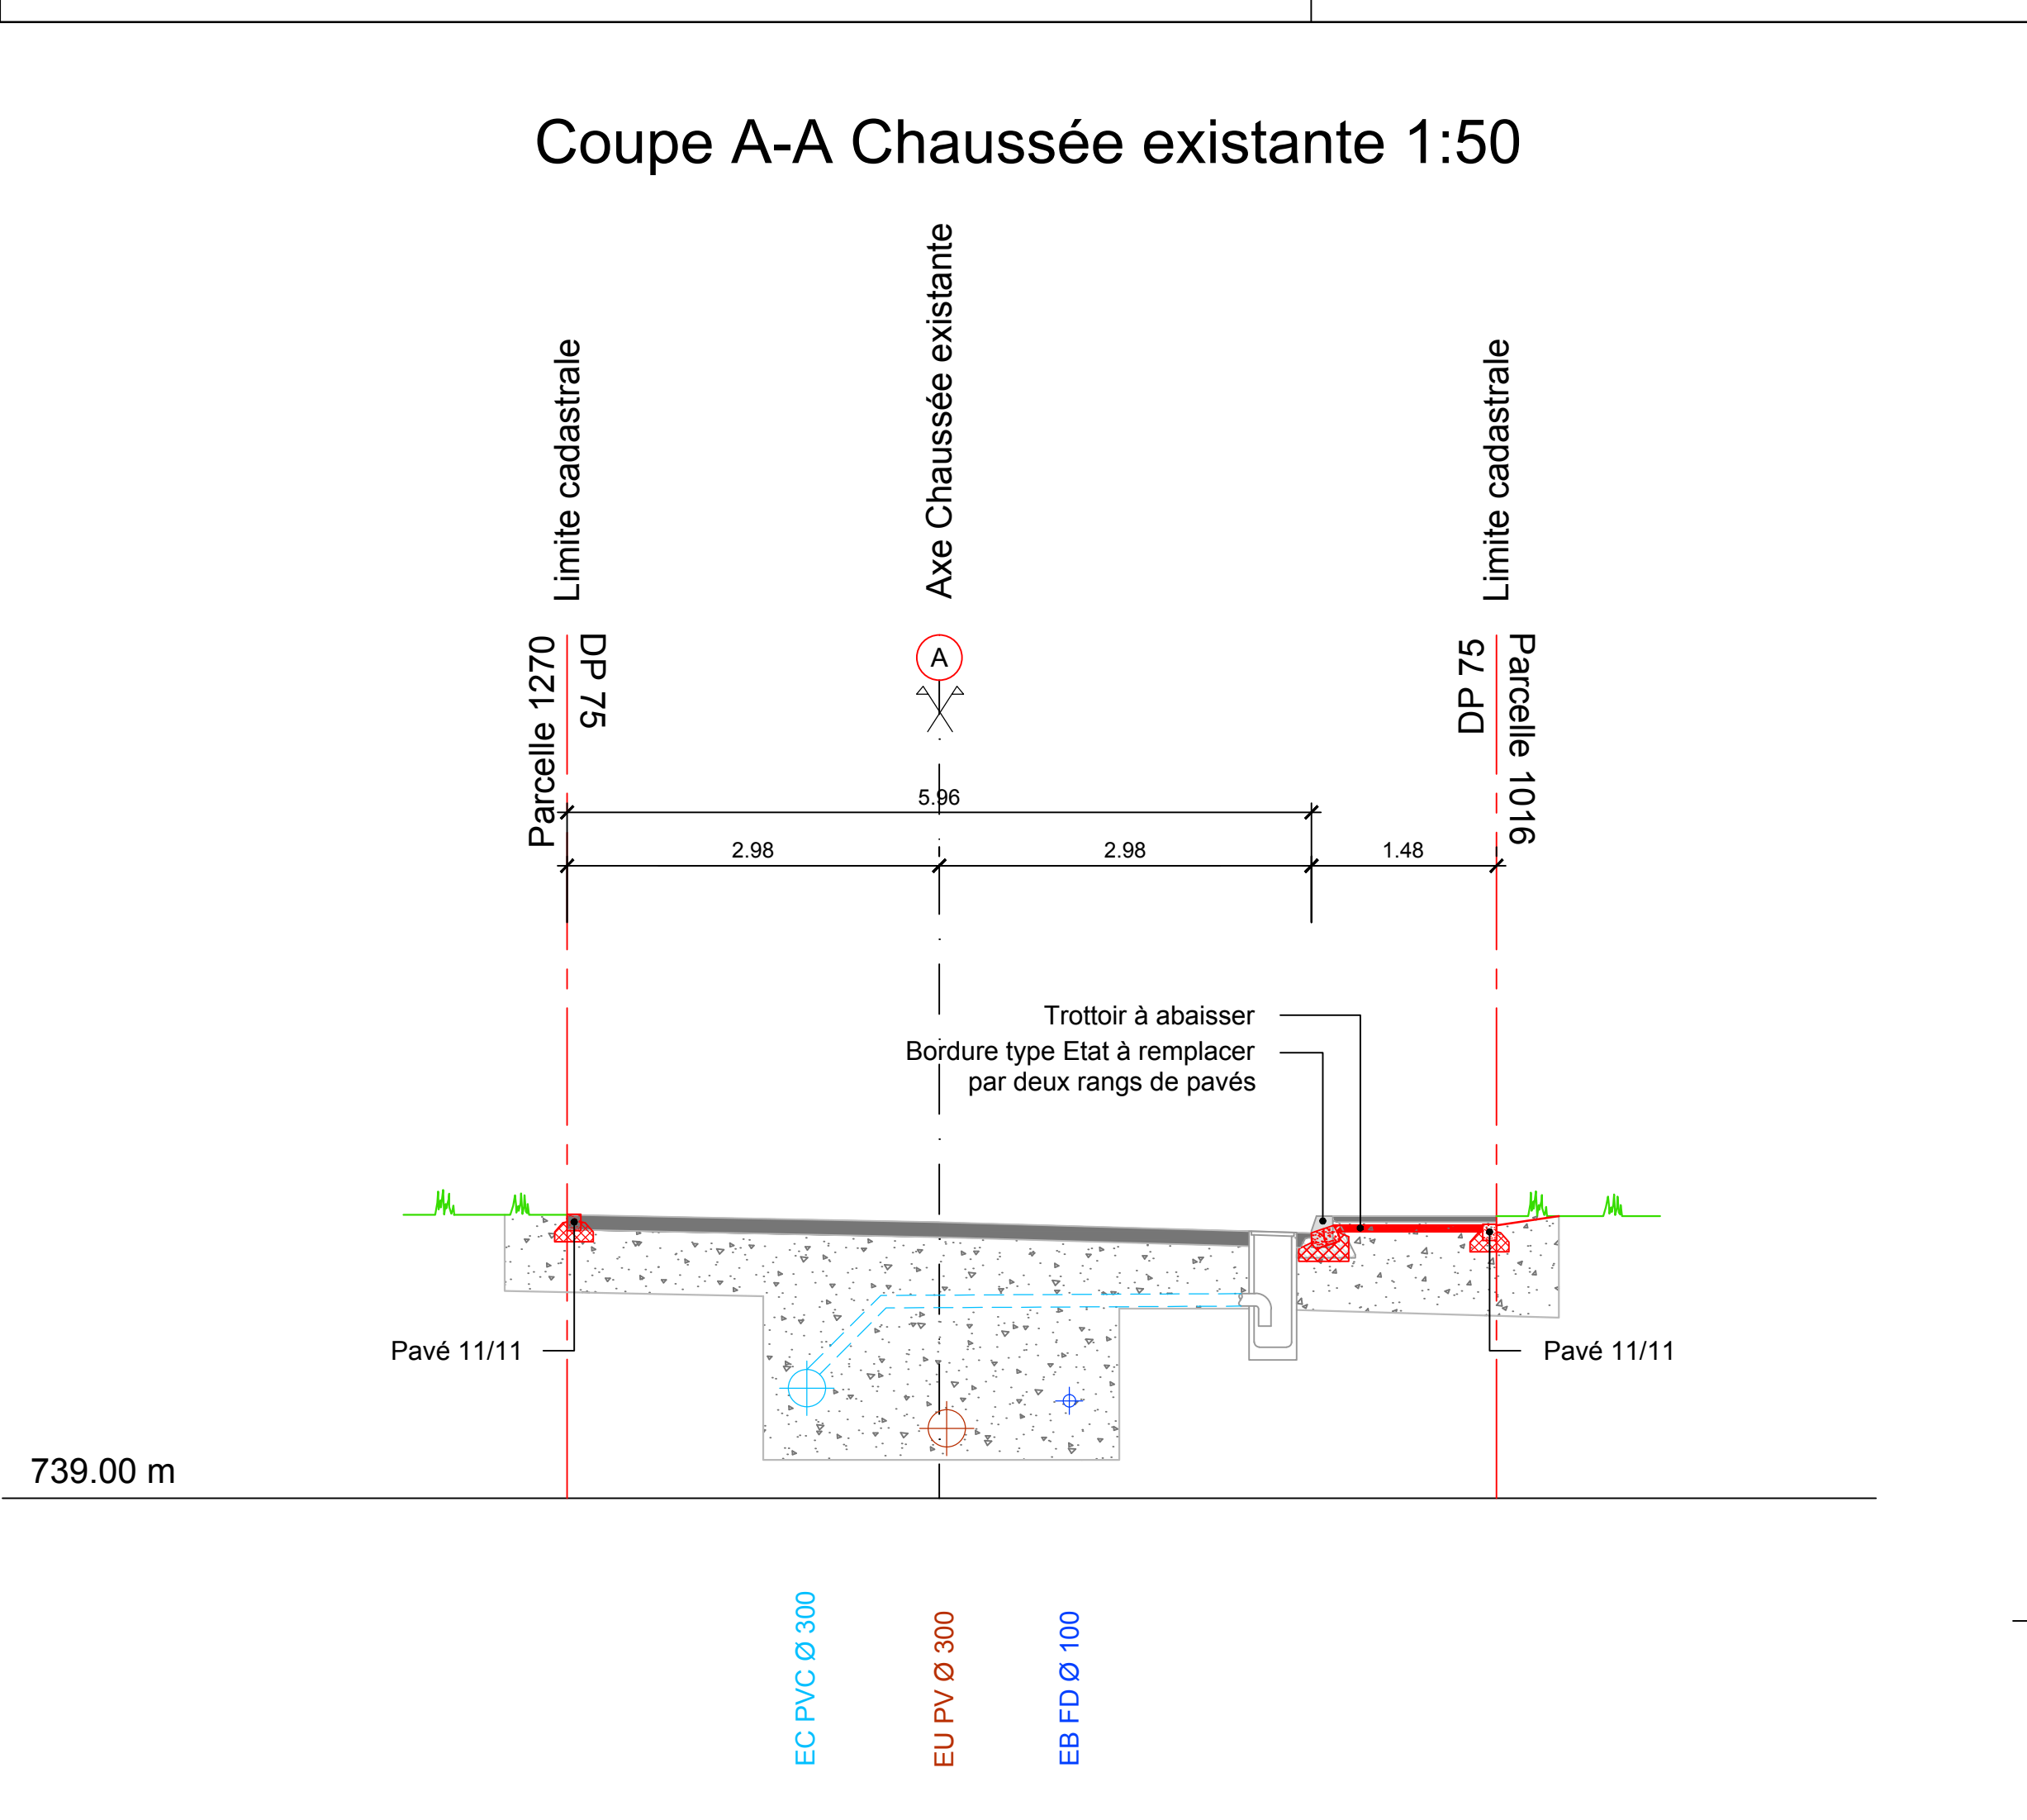 Coupe A-A Chaussée existante 1:50
Limite cadastrale
Axe Chaussée existante
Limite cadastrale
Parcelle 1270
DP 75
A
DP 75
Parcelle 1016
5.96
2.98
2.98
1.48
Trottoir à abaisser
Bordure type Etat à remplacer
par deux rangs de pavés
Pavé 11/11
Pavé 11/11
739.00 m
EC PVC Ø 300
EU PV Ø 300
EB FD Ø 100